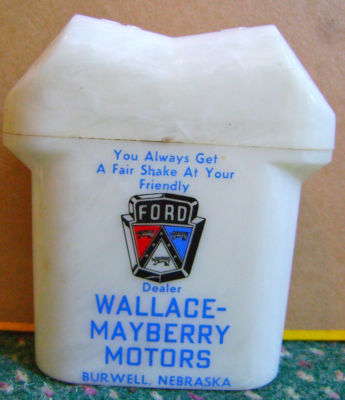 You Always Get
A Fair Shake At Your
Friendly
FORD
Dealer
WALLACE-
MAYBERRY
MOTORS
BURWELL, NEBRASKA